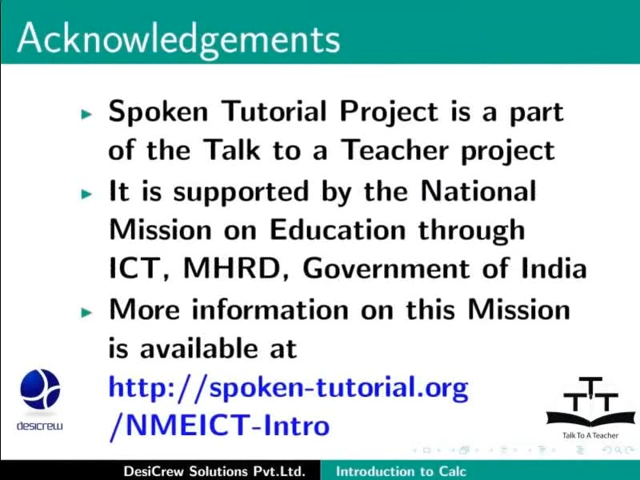 Acknowledgements
Spoken Tutorial Project is a part
of the Talk to a Teacher project
It is supported by the National
Mission on Education through
ICT, MHRD, Government of India
More information on this Mission
is available at
http://spoken-tutorial.org
/NMEICT-Intro
desicrew
TTT
Talk To A Teacher
DesiCrew Solutions Pvt.Ltd.
Introduction to Calc